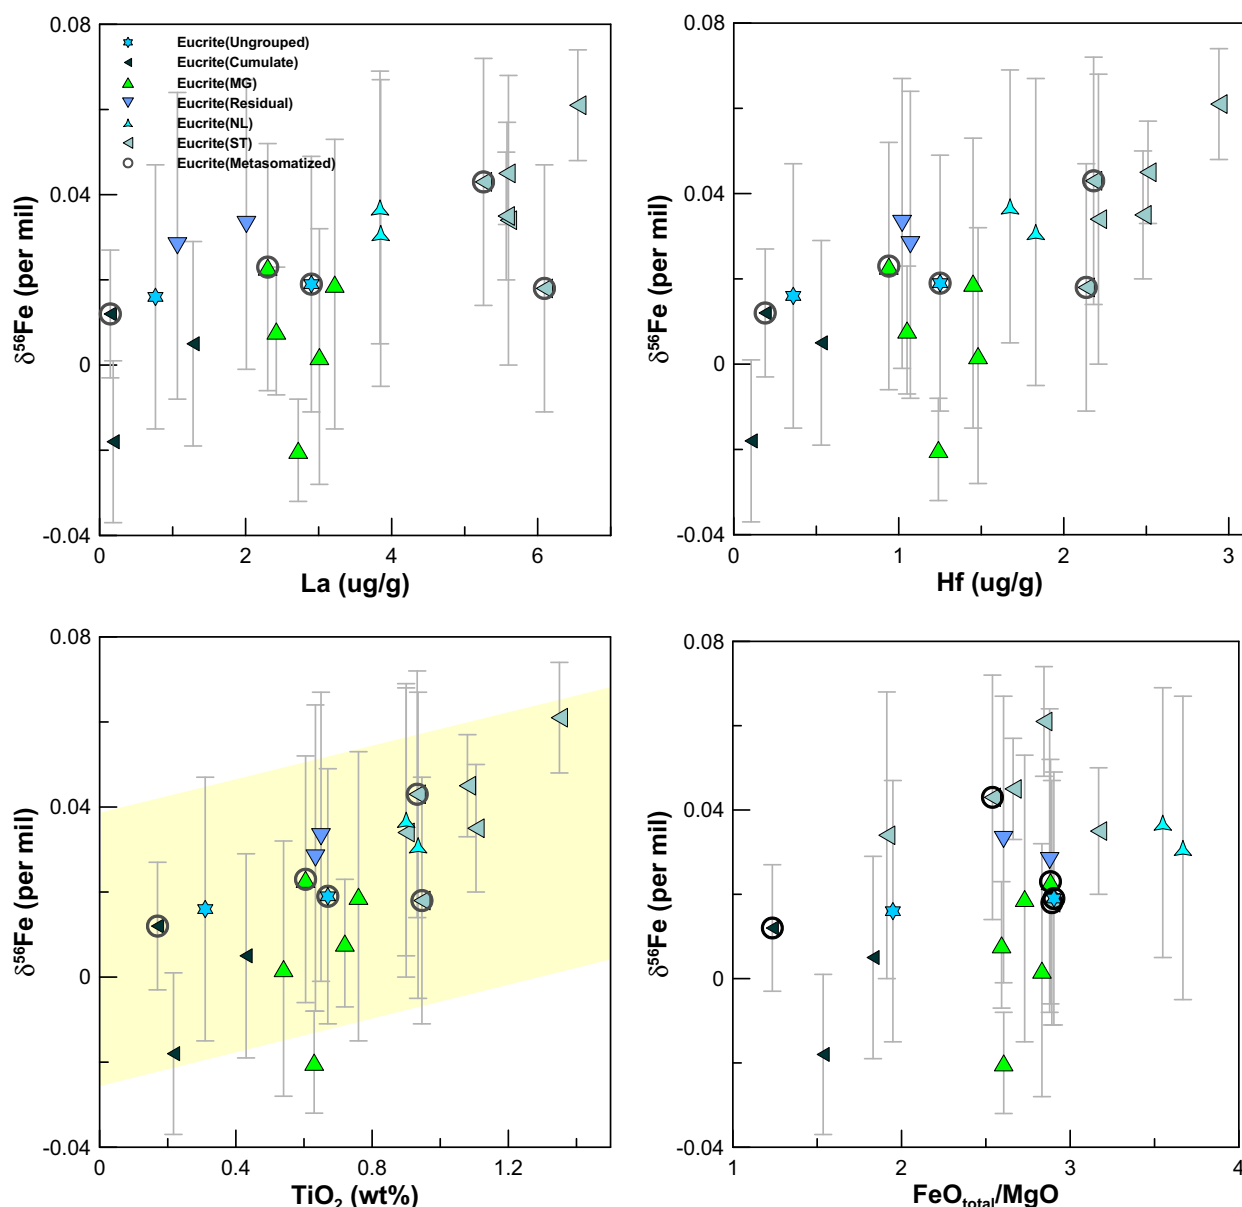 0.08
0.04
0
-0.04
δ⁵⁶Fe (per mil)
Eucrite(Ungrouped)
Eucrite(Cumulate)
Eucrite(MG)
Eucrite(Residual)
Eucrite(NL)
Eucrite(ST)
Eucrite(Metasomatized)
0 2 4 6
La (ug/g)
0.08
0.04
0
-0.04
δ⁵⁶Fe (per mil)
0 1 2 3
Hf (ug/g)
0.08
0.04
0
-0.04
δ⁵⁶Fe (per mil)
0 0.4 0.8 1.2
TiO₂ (wt%)
0.08
0.04
0
-0.04
δ⁵⁶Fe (per mil)
1 2 3 4
FeOtotal/MgO